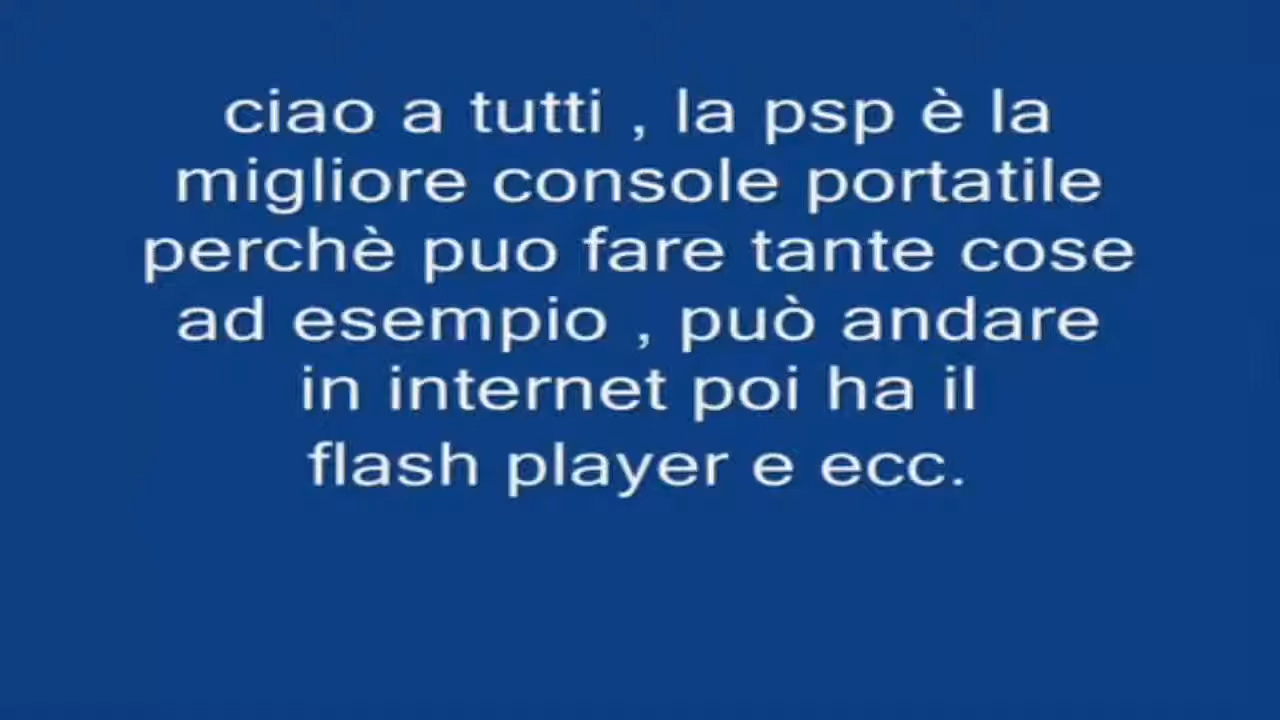 ciao a tutti , la psp è la
migliore console portatile
perchè puo fare tante cose
ad esempio , può andare
in internet poi ha il
flash player e ecc.